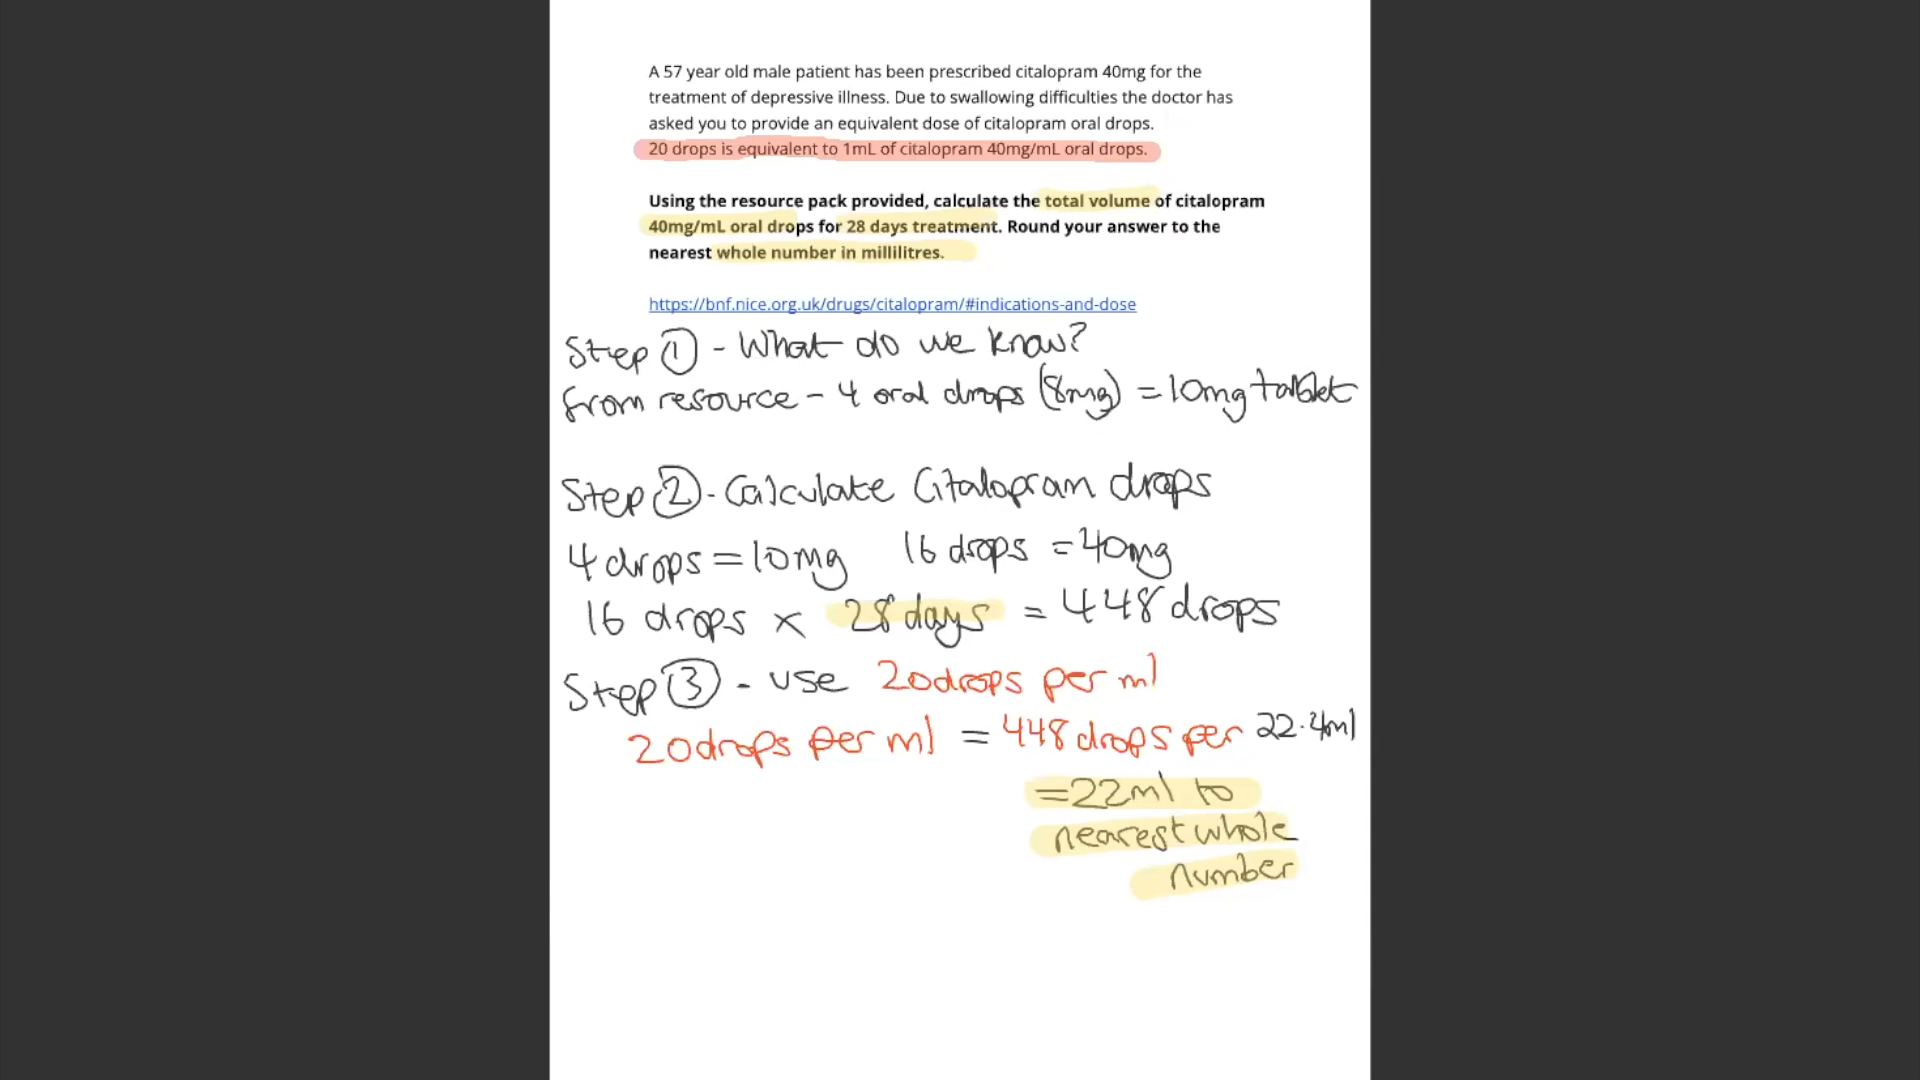 A 57 year old male patient has been prescribed citalopram 40mg for the
treatment of depressive illness. Due to swallowing difficulties the doctor has
asked you to provide an equivalent dose of citalopram oral drops.
20 drops is equivalent to 1mL of citalopram 40mg/mL oral drops.
Using the resource pack provided, calculate the total volume of citalopram
40mg/mL oral drops for 28 days treatment. Round your answer to the
nearest whole number in millilitres.
https://bnf.nice.org.uk/drugs/citalopram/#indications-and-dose
Step ① - What do we know?
from resource - 4 oral drops (8mg) = 10mg tablet
Step ② - Calculate Citalopram drops
4 drops = 10mg 16 drops = 40mg
16 drops x 28 days = 448 drops
Step ③ - use 20drops per ml
20drops per ml = 448 drops per 22.4ml
= 22ml to
nearest whole
number